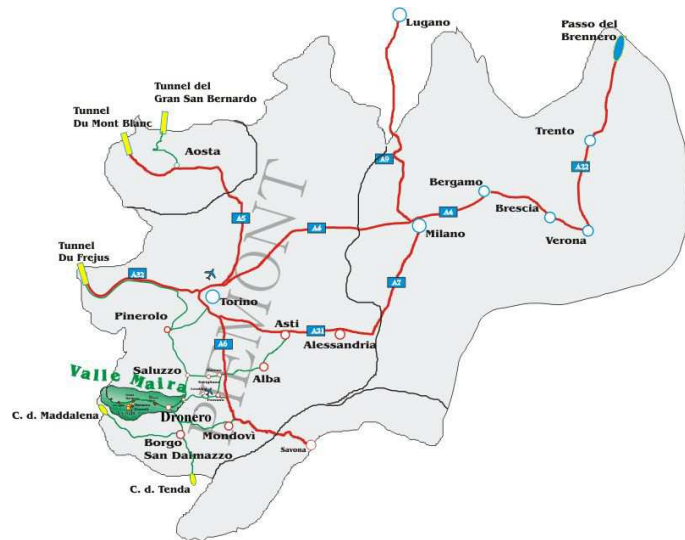 Lugano
Passo del
Brennero
Tunnel del
Gran San Bernardo
Tunnel
Du Mont Blanc
Aosta
Trento
A9
A22
Bergamo
A4
Brescia
Verona
Milano
A5
A4
PIEMONT
Tunnel
Du Frejus
A32
Torino
A7
Pinerolo
Asti
A21
Alessandria
A6
Saluzzo
Alba
Valle Maira
C. d. Maddalena
Dronero
Mondovì
Borgo
San Dalmazzo
Savona
C. d. Tenda